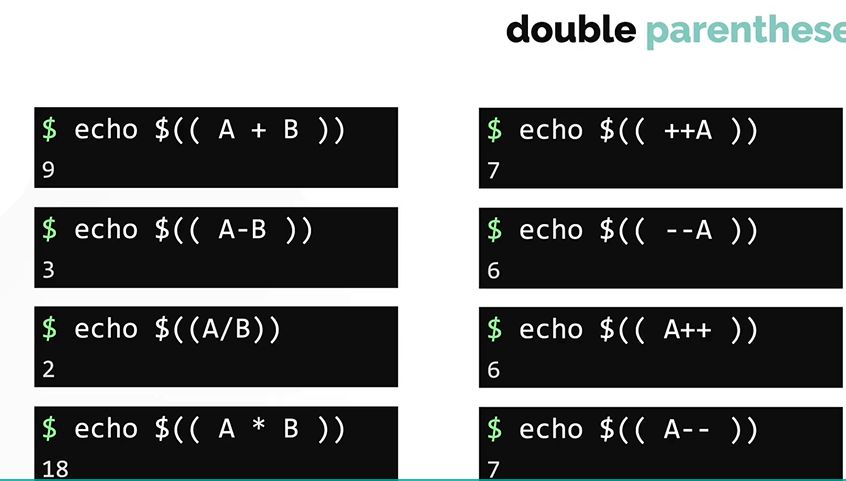 double parenthese
$ echo $(( A + B ))
9
$ echo $(( A-B ))
3
$ echo $((A/B))
2
$ echo $(( A * B ))
18
$ echo $(( ++A ))
7
$ echo $(( --A ))
6
$ echo $(( A++ ))
6
$ echo $(( A-- ))
7